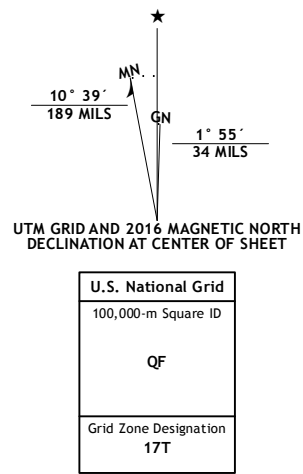 ★
MN
GN
10° 39´
189 MILS
1° 55´
34 MILS
UTM GRID AND 2016 MAGNETIC NORTH
DECLINATION AT CENTER OF SHEET
U.S. National Grid
100,000-m Square ID
QF
Grid Zone Designation
17T